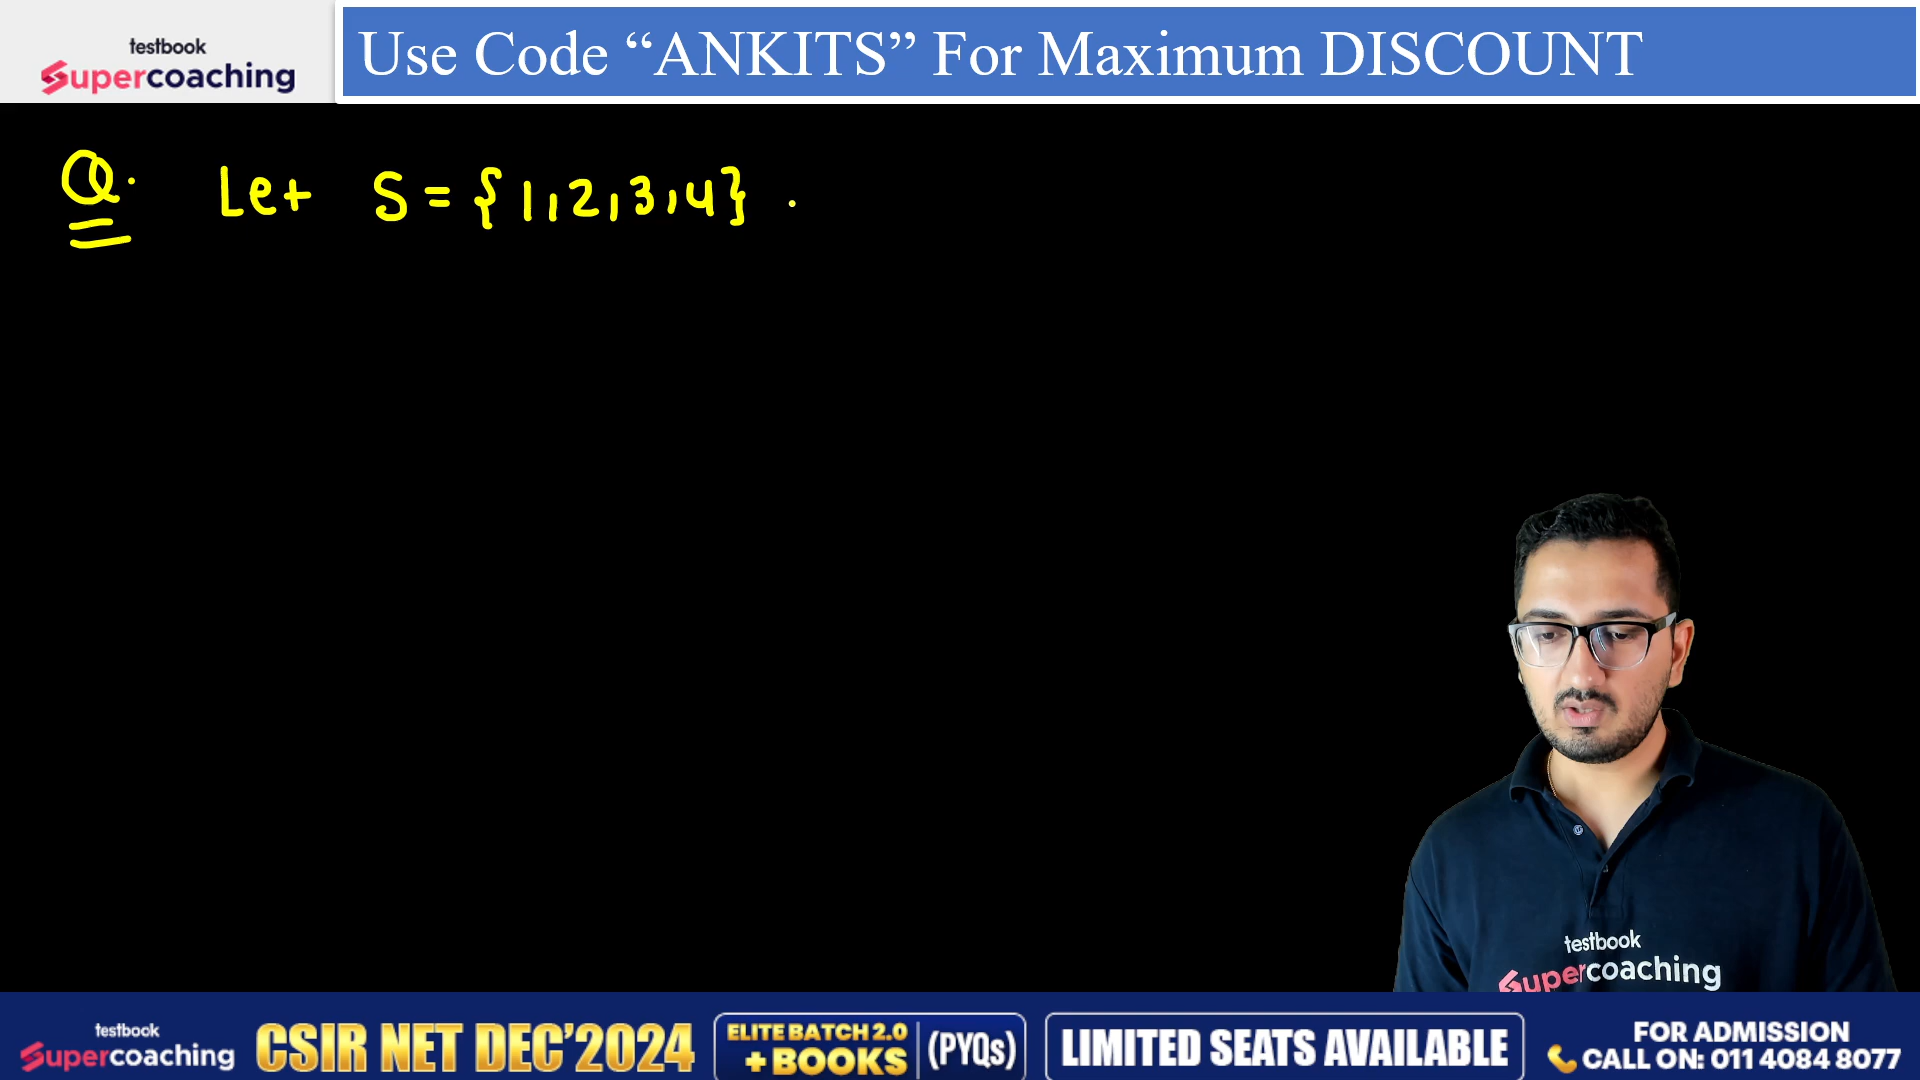 testbook
Supercoaching
Use Code “ANKITS” For Maximum DISCOUNT
Q. Let S = {1,2,3,4} .
testbook
Supercoaching
testbook
Supercoaching
CSIR NET DEC’2024
ELITE BATCH 2.0
+ BOOKS
(PYQs)
LIMITED SEATS AVAILABLE
FOR ADMISSION
CALL ON: 011 4084 8077